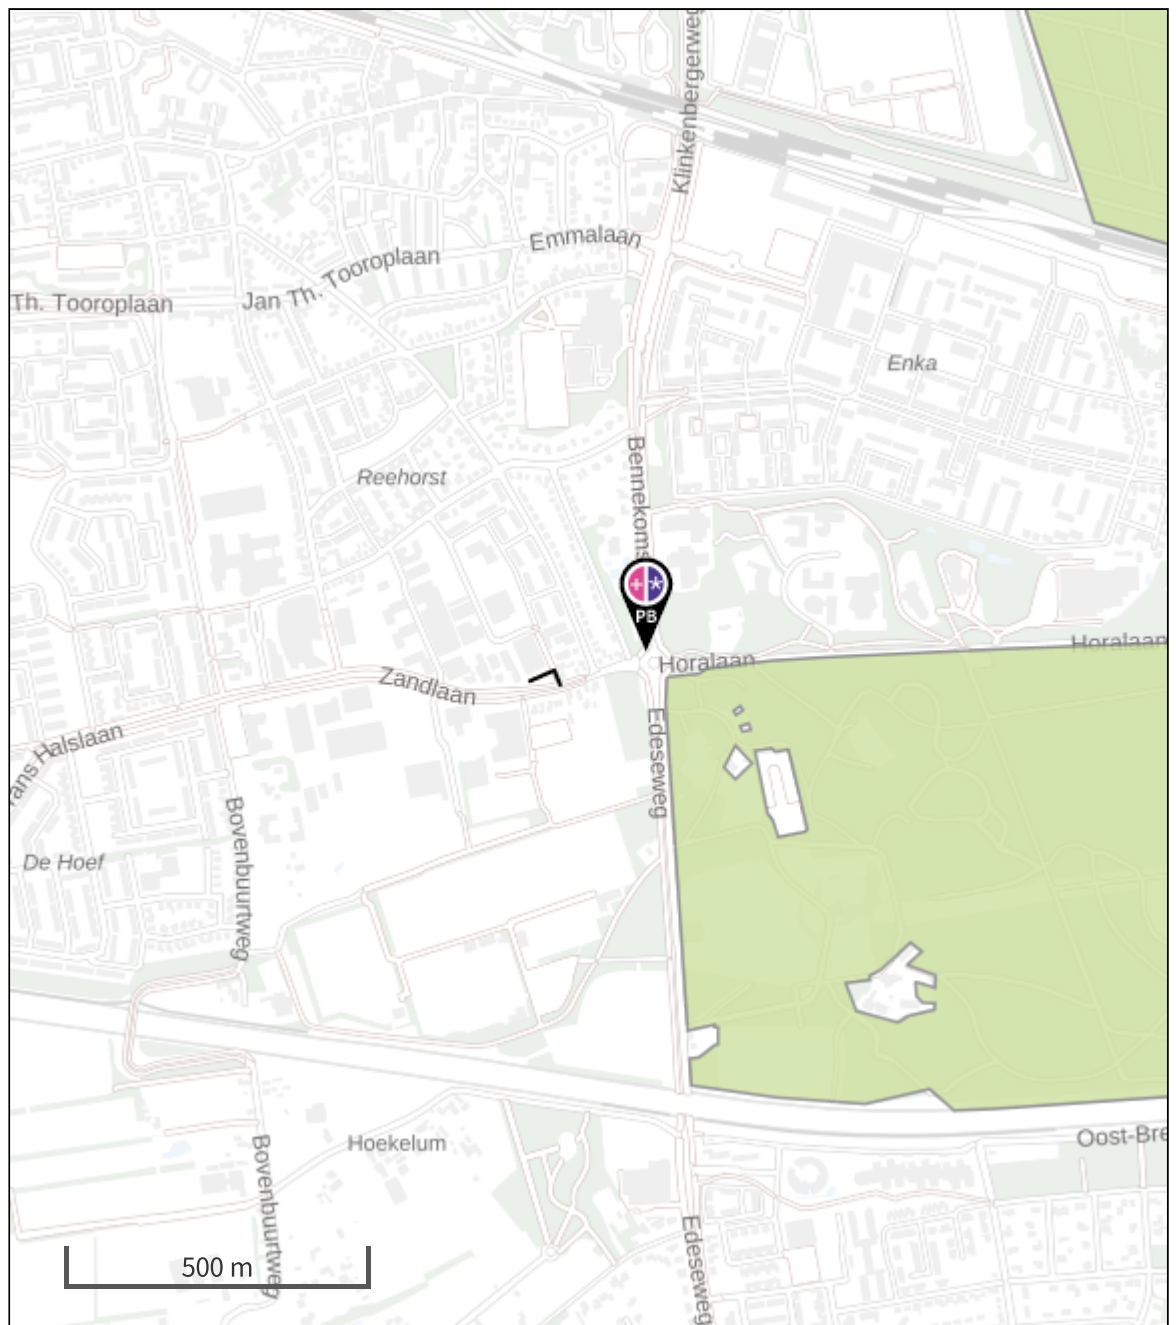 Klinkenbergerweg
Emmalaan
Jan Th. Tooroplaan
Th. Tooroplaan
Enka
Bennekoms
Reehorst
+ *
PB
Horalaan
Horalaan
Zandlaan
rans Halslaan
Edeseweg
Bovenbuurtweg
De Hoef
Oost-Bre
Hoekelum
Bovenbuurtweg
Edeseweg
500 m